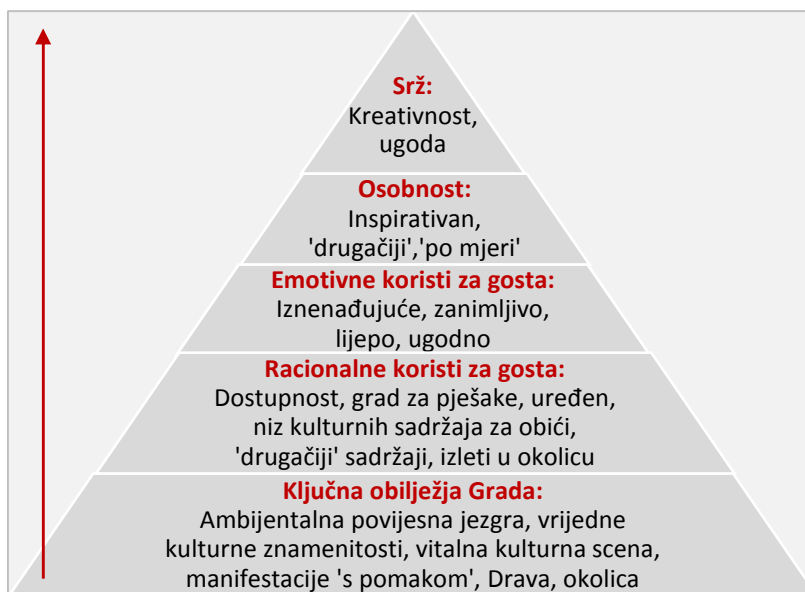 Srž:
Kreativnost,
ugoda
Osobnost:
Inspirativan,
'drugačiji','po mjeri'
Emotivne koristi za gosta:
Iznenađujuće, zanimljivo,
lijepo, ugodno
Racionalne koristi za gosta:
Dostupnost, grad za pješake, uređen,
niz kulturnih sadržaja za obići,
'drugačiji' sadržaji, izleti u okolicu
Ključna obilježja Grada:
Ambijentalna povijesna jezgra, vrijedne
kulturne znamenitosti, vitalna kulturna scena,
manifestacije 's pomakom', Drava, okolica